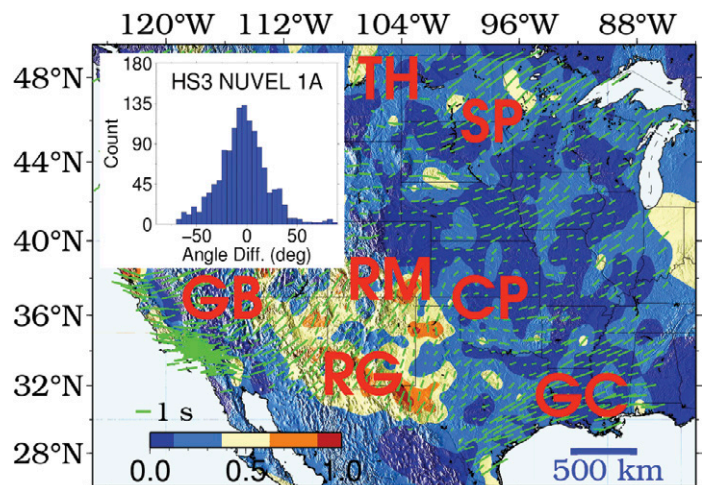 120°W 112°W 104°W 96°W 88°W
48°N
44°N
40°N
36°N
32°N
28°N
HS3 NUVEL 1A
Count
180
135
90
45
0
−50 0 50
Angle Diff. (deg)
TH
SP
GB
RM
CP
RG
GC
1 s
0.0 0.5 1.0
500 km